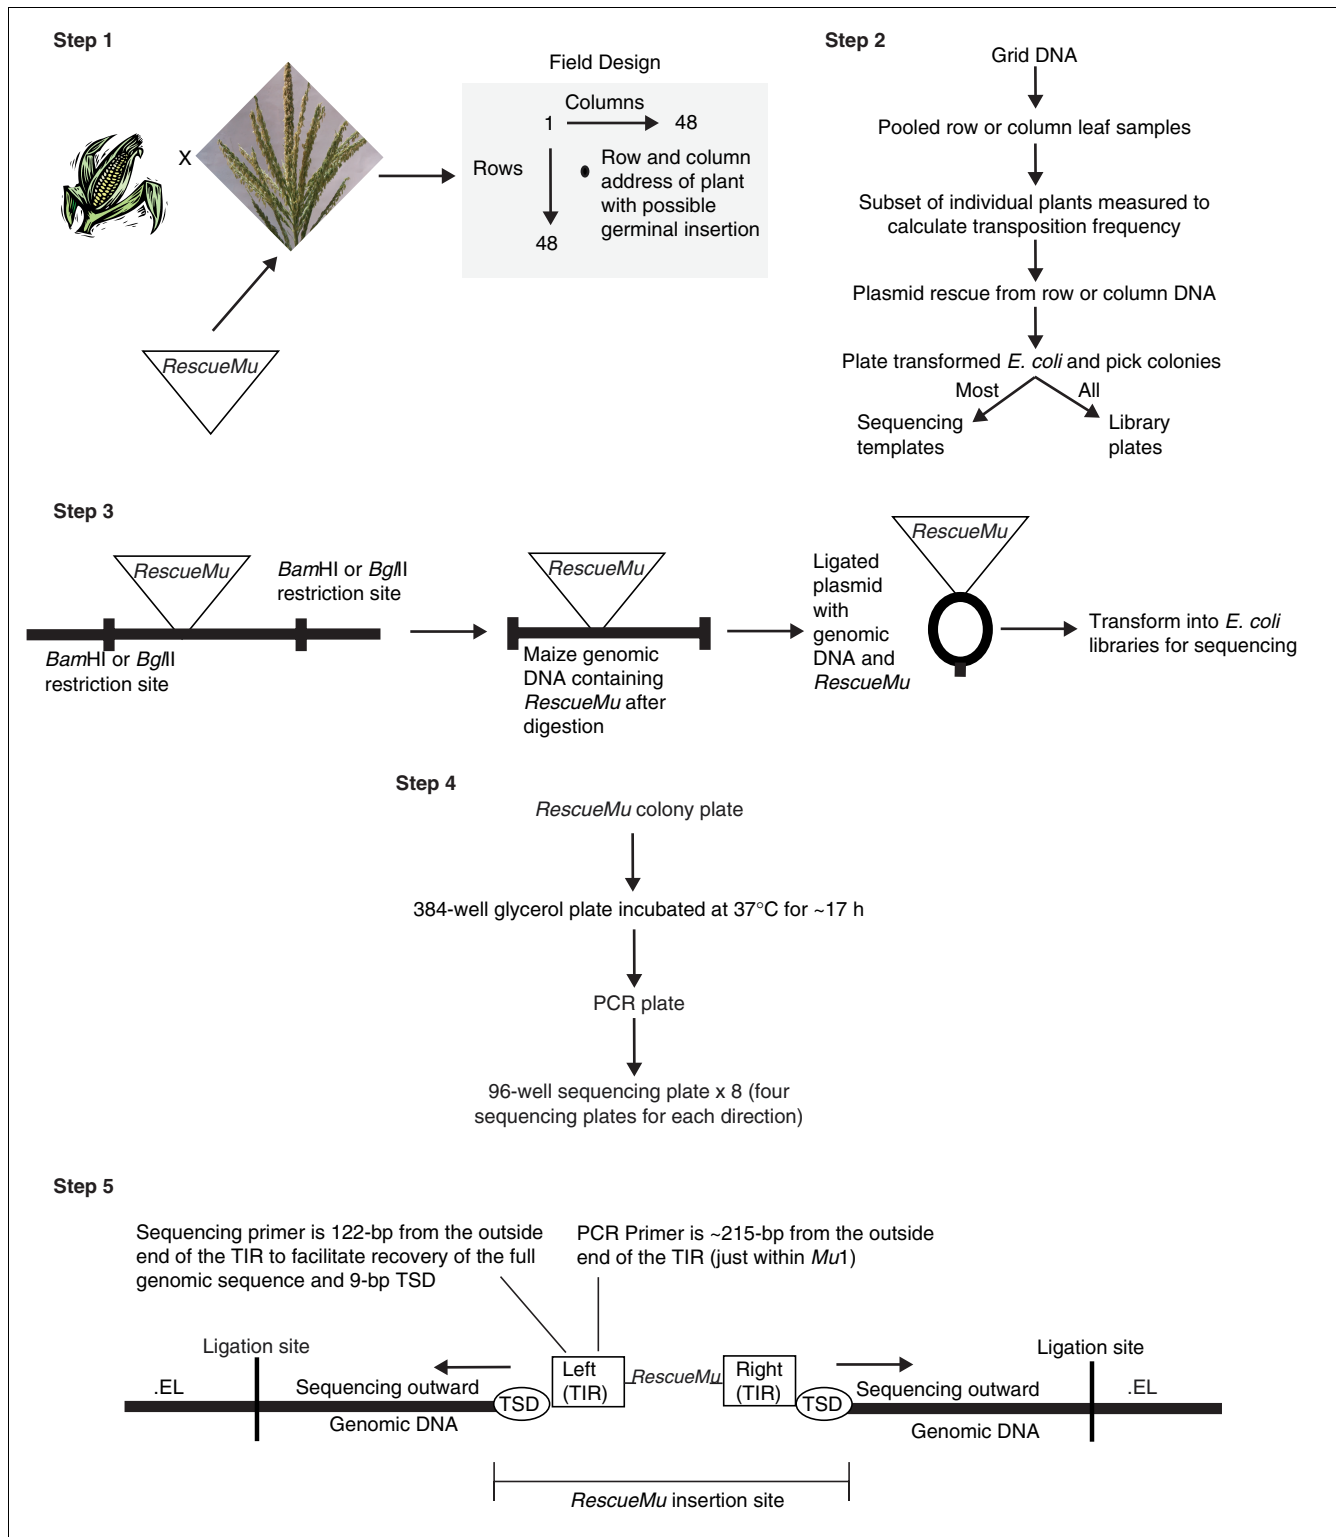 Step 1
X
RescueMu
Field Design
Columns
1
48
Rows
48
Row and column
address of plant
with possible
germinal insertion
Step 2
Grid DNA
Pooled row or column leaf samples
Subset of individual plants measured to
calculate transposition frequency
Plasmid rescue from row or column DNA
Plate transformed E. coli and pick colonies
Most
All
Sequencing
templates
Library
plates
Step 3
RescueMu
BamHI or BglII
restriction site
BamHI or BglII
restriction site
RescueMu
Maize genomic
DNA containing
RescueMu after
digestion
Ligated
plasmid
with
genomic
DNA and
RescueMu
RescueMu
Transform into E. coli
libraries for sequencing
Step 4
RescueMu colony plate
384-well glycerol plate incubated at 37°C for ~17 h
PCR plate
96-well sequencing plate x 8 (four
sequencing plates for each direction)
Step 5
Sequencing primer is 122-bp from the outside
end of the TIR to facilitate recovery of the full
genomic sequence and 9-bp TSD
PCR Primer is ~215-bp from the outside
end of the TIR (just within Mu1)
Ligation site
.EL
Sequencing outward
Genomic DNA
TSD
Left
(TIR)
RescueMu
Right
(TIR)
TSD
Sequencing outward
Genomic DNA
Ligation site
.EL
RescueMu insertion site